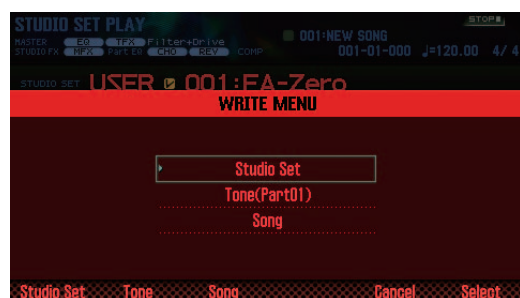 STUDIO SET PLAY
STOP■
MASTER EQ TFX Filter+Drive
001:NEW SONG
STUDIO FX MFX Part EQ CHO REV COMP
001-01-000 ♩=120.00 4/4
STUDIO SET USER 001:FA-Zero
WRITE MENU
Studio Set
Tone(Part01)
Song
Studio Set Tone Song Cancel Select